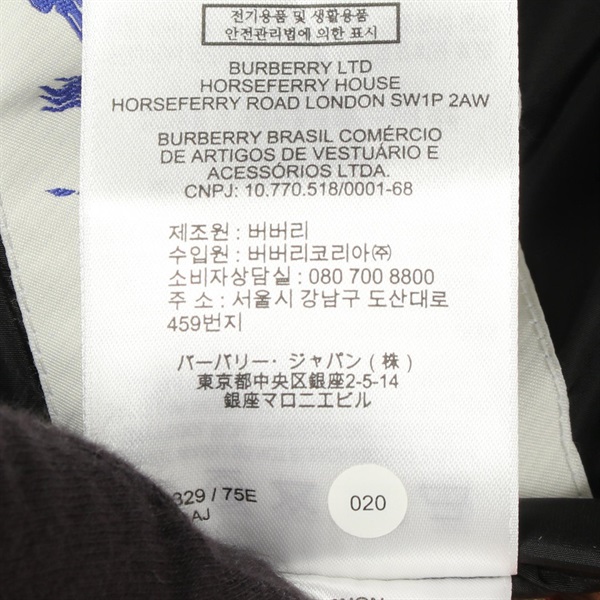 전기용품 및 생활용품
안전관리법에 의한 표시
BURBERRY LTD
HORSEFERRY HOUSE
HORSEFERRY ROAD LONDON SW1P 2AW
BURBERRY BRASIL COMÉRCIO
DE ARTIGOS DE VESTUÁRIO E
ACESSÓRIOS LTDA.
CNPJ: 10.770.518/0001-68
제조원 : 버버리
수입원 : 버버리코리아㈜
소비자상담실 : 080 700 8800
주 소 : 서울시 강남구 도산대로
459번지
バーバリー・ジャパン ( 株 )
東京都中央区銀座2-5-14
銀座マロニエビル
329 / 75E
AJ
020